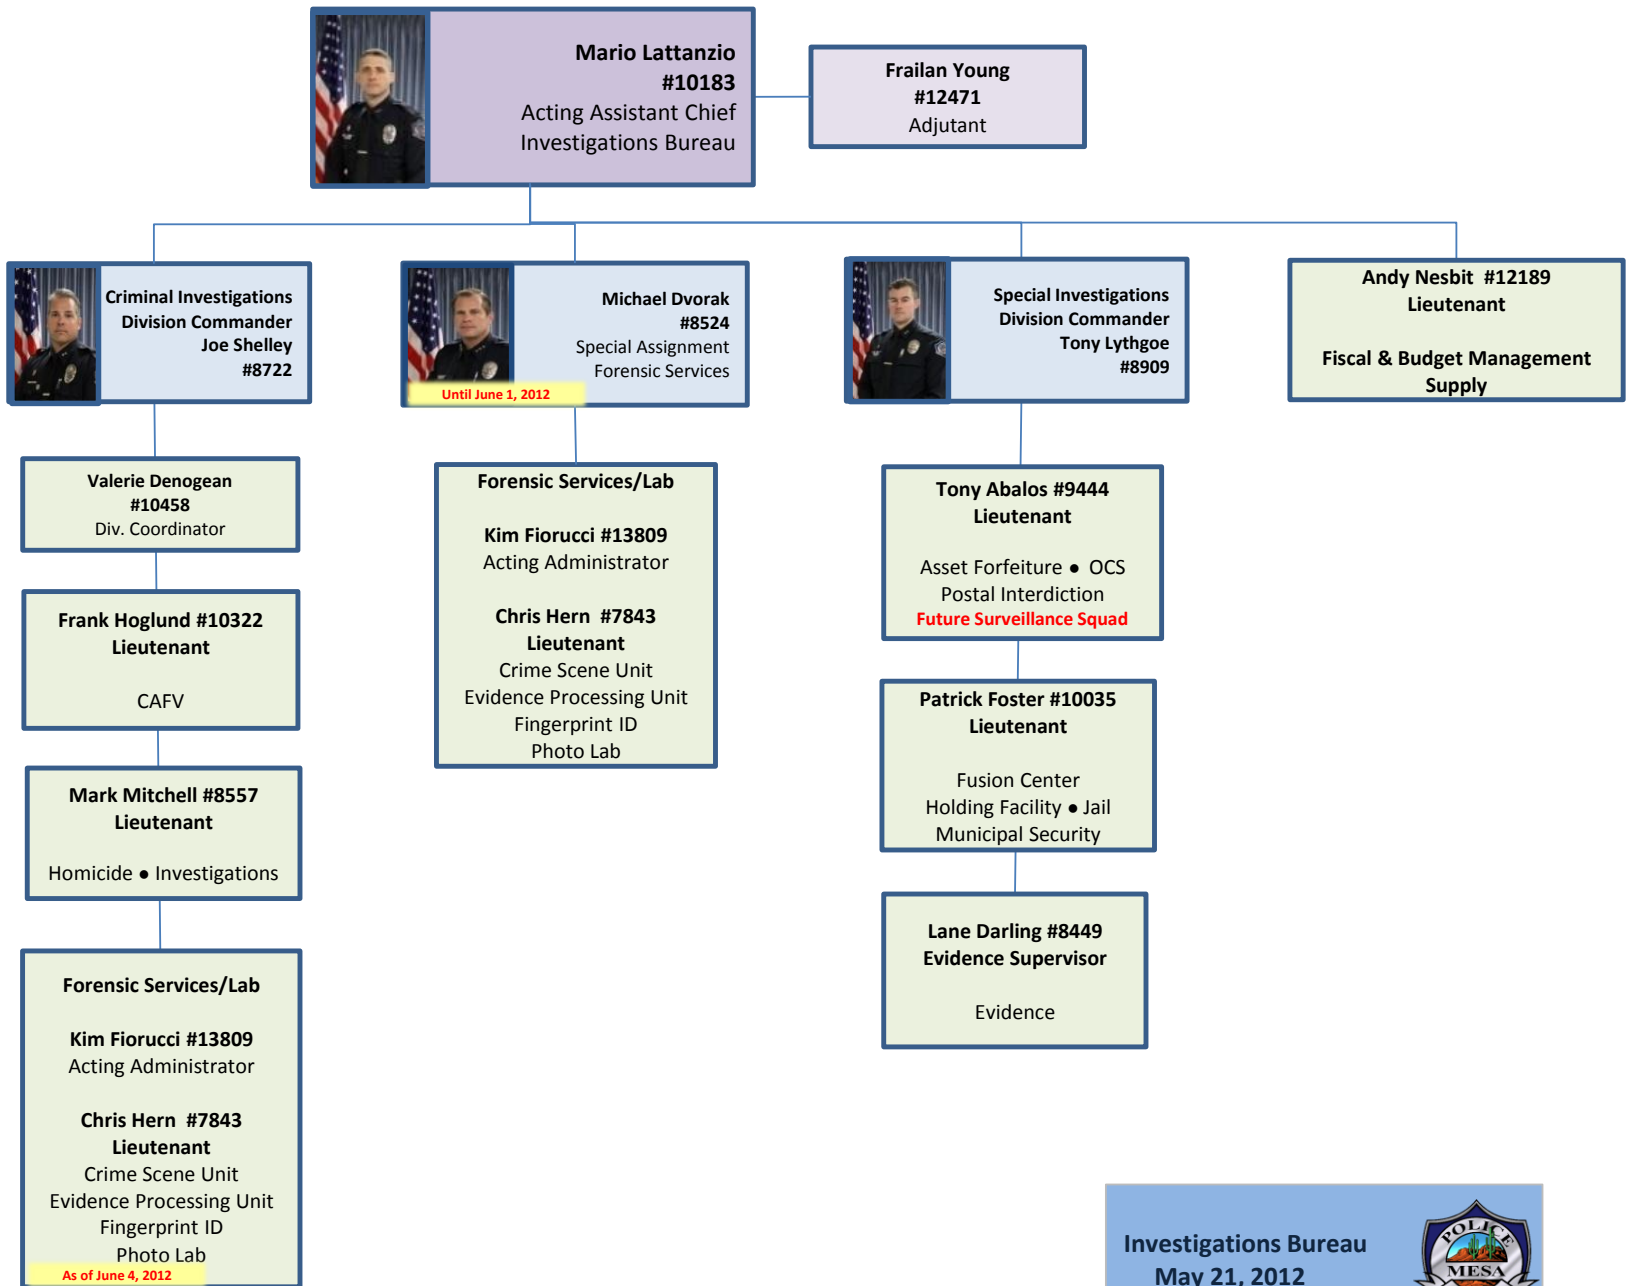 Mario Lattanzio
#10183
Acting Assistant Chief
Investigations Bureau
Frailan Young
#12471
Adjutant
Criminal Investigations
Division Commander
Joe Shelley
#8722
Michael Dvorak
#8524
Special Assignment
Forensic Services
Until June 1, 2012
Special Investigations
Division Commander
Tony Lythgoe
#8909
Andy Nesbit #12189
Lieutenant
Fiscal & Budget Management
Supply
Valerie Denogean
#10458
Div. Coordinator
Frank Hoglund #10322
Lieutenant
CAFV
Mark Mitchell #8557
Lieutenant
Homicide ● Investigations
Forensic Services/Lab
Kim Fiorucci #13809
Acting Administrator
Chris Hern #7843
Lieutenant
Crime Scene Unit
Evidence Processing Unit
Fingerprint ID
Photo Lab
As of June 4, 2012
Forensic Services/Lab
Kim Fiorucci #13809
Acting Administrator
Chris Hern #7843
Lieutenant
Crime Scene Unit
Evidence Processing Unit
Fingerprint ID
Photo Lab
Tony Abalos #9444
Lieutenant
Asset Forfeiture ● OCS
Postal Interdiction
Future Surveillance Squad
Patrick Foster #10035
Lieutenant
Fusion Center
Holding Facility ● Jail
Municipal Security
Lane Darling #8449
Evidence Supervisor
Evidence
Investigations Bureau
May 21, 2012
POLICE
MESA